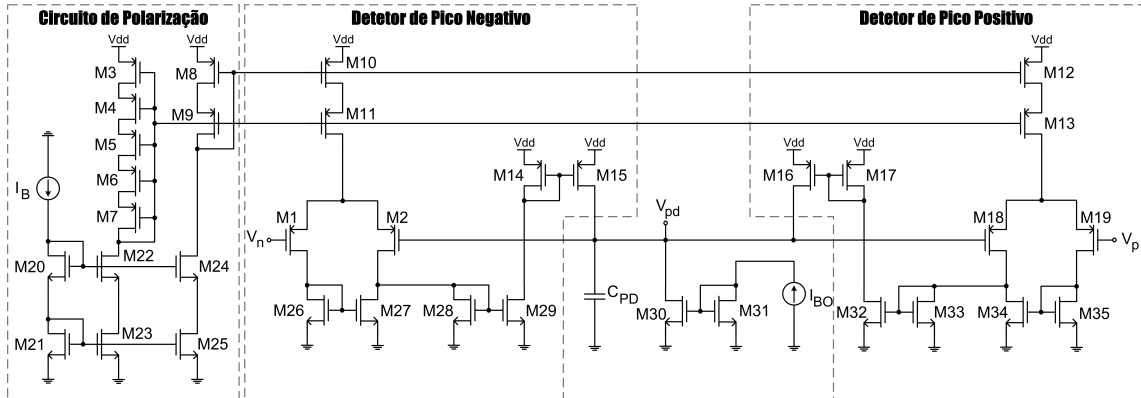 Circuito de Polarização
Detetor de Pico Negativo
Detetor de Pico Positivo
Vdd Vdd Vdd Vdd
M3 M8 M10 M12
M4
M9 M11 M13
M5
Vdd Vdd Vdd Vdd
M6 M14 M15 M16 M17
I_B
M7
V_pd
M1 M2 M18 M19
V_n V_p
M20 M22 M24
C_PD I_BO
M26 M27 M28 M29 M30 M31 M32 M33 M34 M35
M21 M23 M25